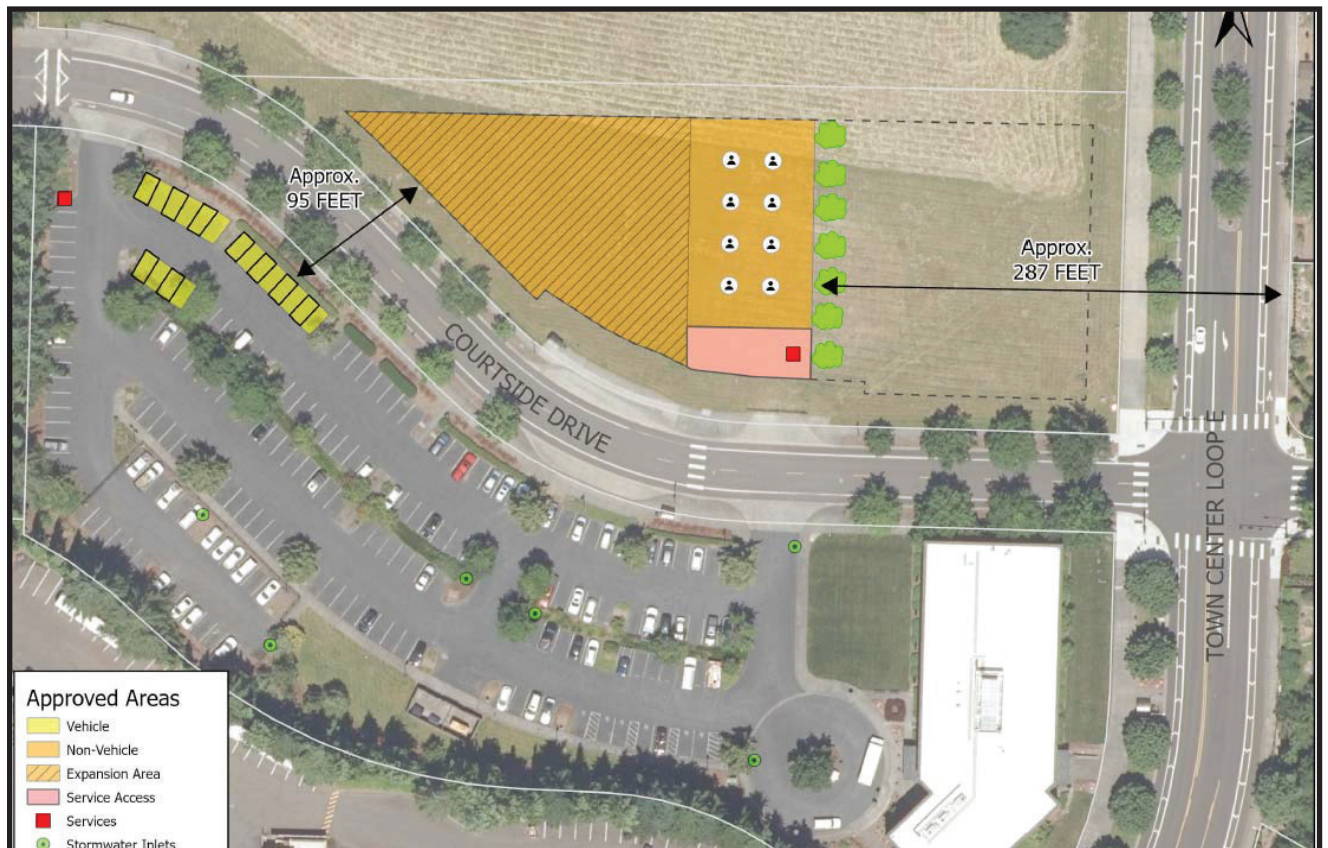 Approx.
95 FEET
Approx.
287 FEET
COURTSIDE DRIVE
TOWN CENTER LOOP E
Approved Areas
Vehicle
Non-Vehicle
Expansion Area
Service Access
Services
Stormwater Inlets